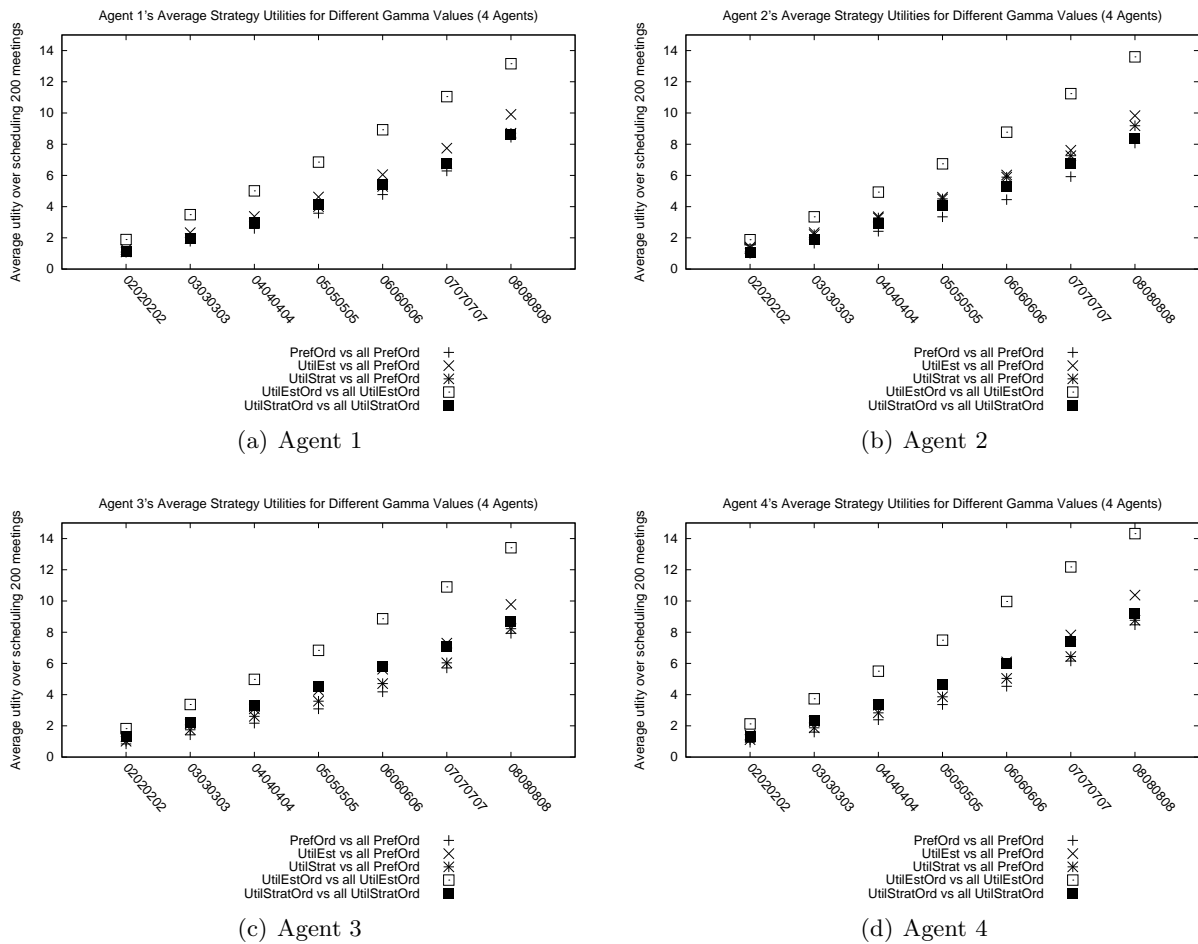 Agent 1's Average Strategy Utilities for Different Gamma Values (4 Agents)
Average utlity over scheduling 200 meetings
14
12
10
8
6
4
2
0
02020202
03030303
04040404
05050505
06060606
07070707
08080808
PrefOrd vs all PrefOrd
UtilEst vs all PrefOrd
UtilStrat vs all PrefOrd
UtilEstOrd vs all UtilEstOrd
UtilStratOrd vs all UtilStratOrd
(a) Agent 1
Agent 2's Average Strategy Utilities for Different Gamma Values (4 Agents)
Average utlity over scheduling 200 meetings
14
12
10
8
6
4
2
0
02020202
03030303
04040404
05050505
06060606
07070707
08080808
PrefOrd vs all PrefOrd
UtilEst vs all PrefOrd
UtilStrat vs all PrefOrd
UtilEstOrd vs all UtilEstOrd
UtilStratOrd vs all UtilStratOrd
(b) Agent 2
Agent 3's Average Strategy Utilities for Different Gamma Values (4 Agents)
Average utlity over scheduling 200 meetings
14
12
10
8
6
4
2
0
02020202
03030303
04040404
05050505
06060606
07070707
08080808
PrefOrd vs all PrefOrd
UtilEst vs all PrefOrd
UtilStrat vs all PrefOrd
UtilEstOrd vs all UtilEstOrd
UtilStratOrd vs all UtilStratOrd
(c) Agent 3
Agent 4's Average Strategy Utilities for Different Gamma Values (4 Agents)
Average utlity over scheduling 200 meetings
14
12
10
8
6
4
2
0
02020202
03030303
04040404
05050505
06060606
07070707
08080808
PrefOrd vs all PrefOrd
UtilEst vs all PrefOrd
UtilStrat vs all PrefOrd
UtilEstOrd vs all UtilEstOrd
UtilStratOrd vs all UtilStratOrd
(d) Agent 4